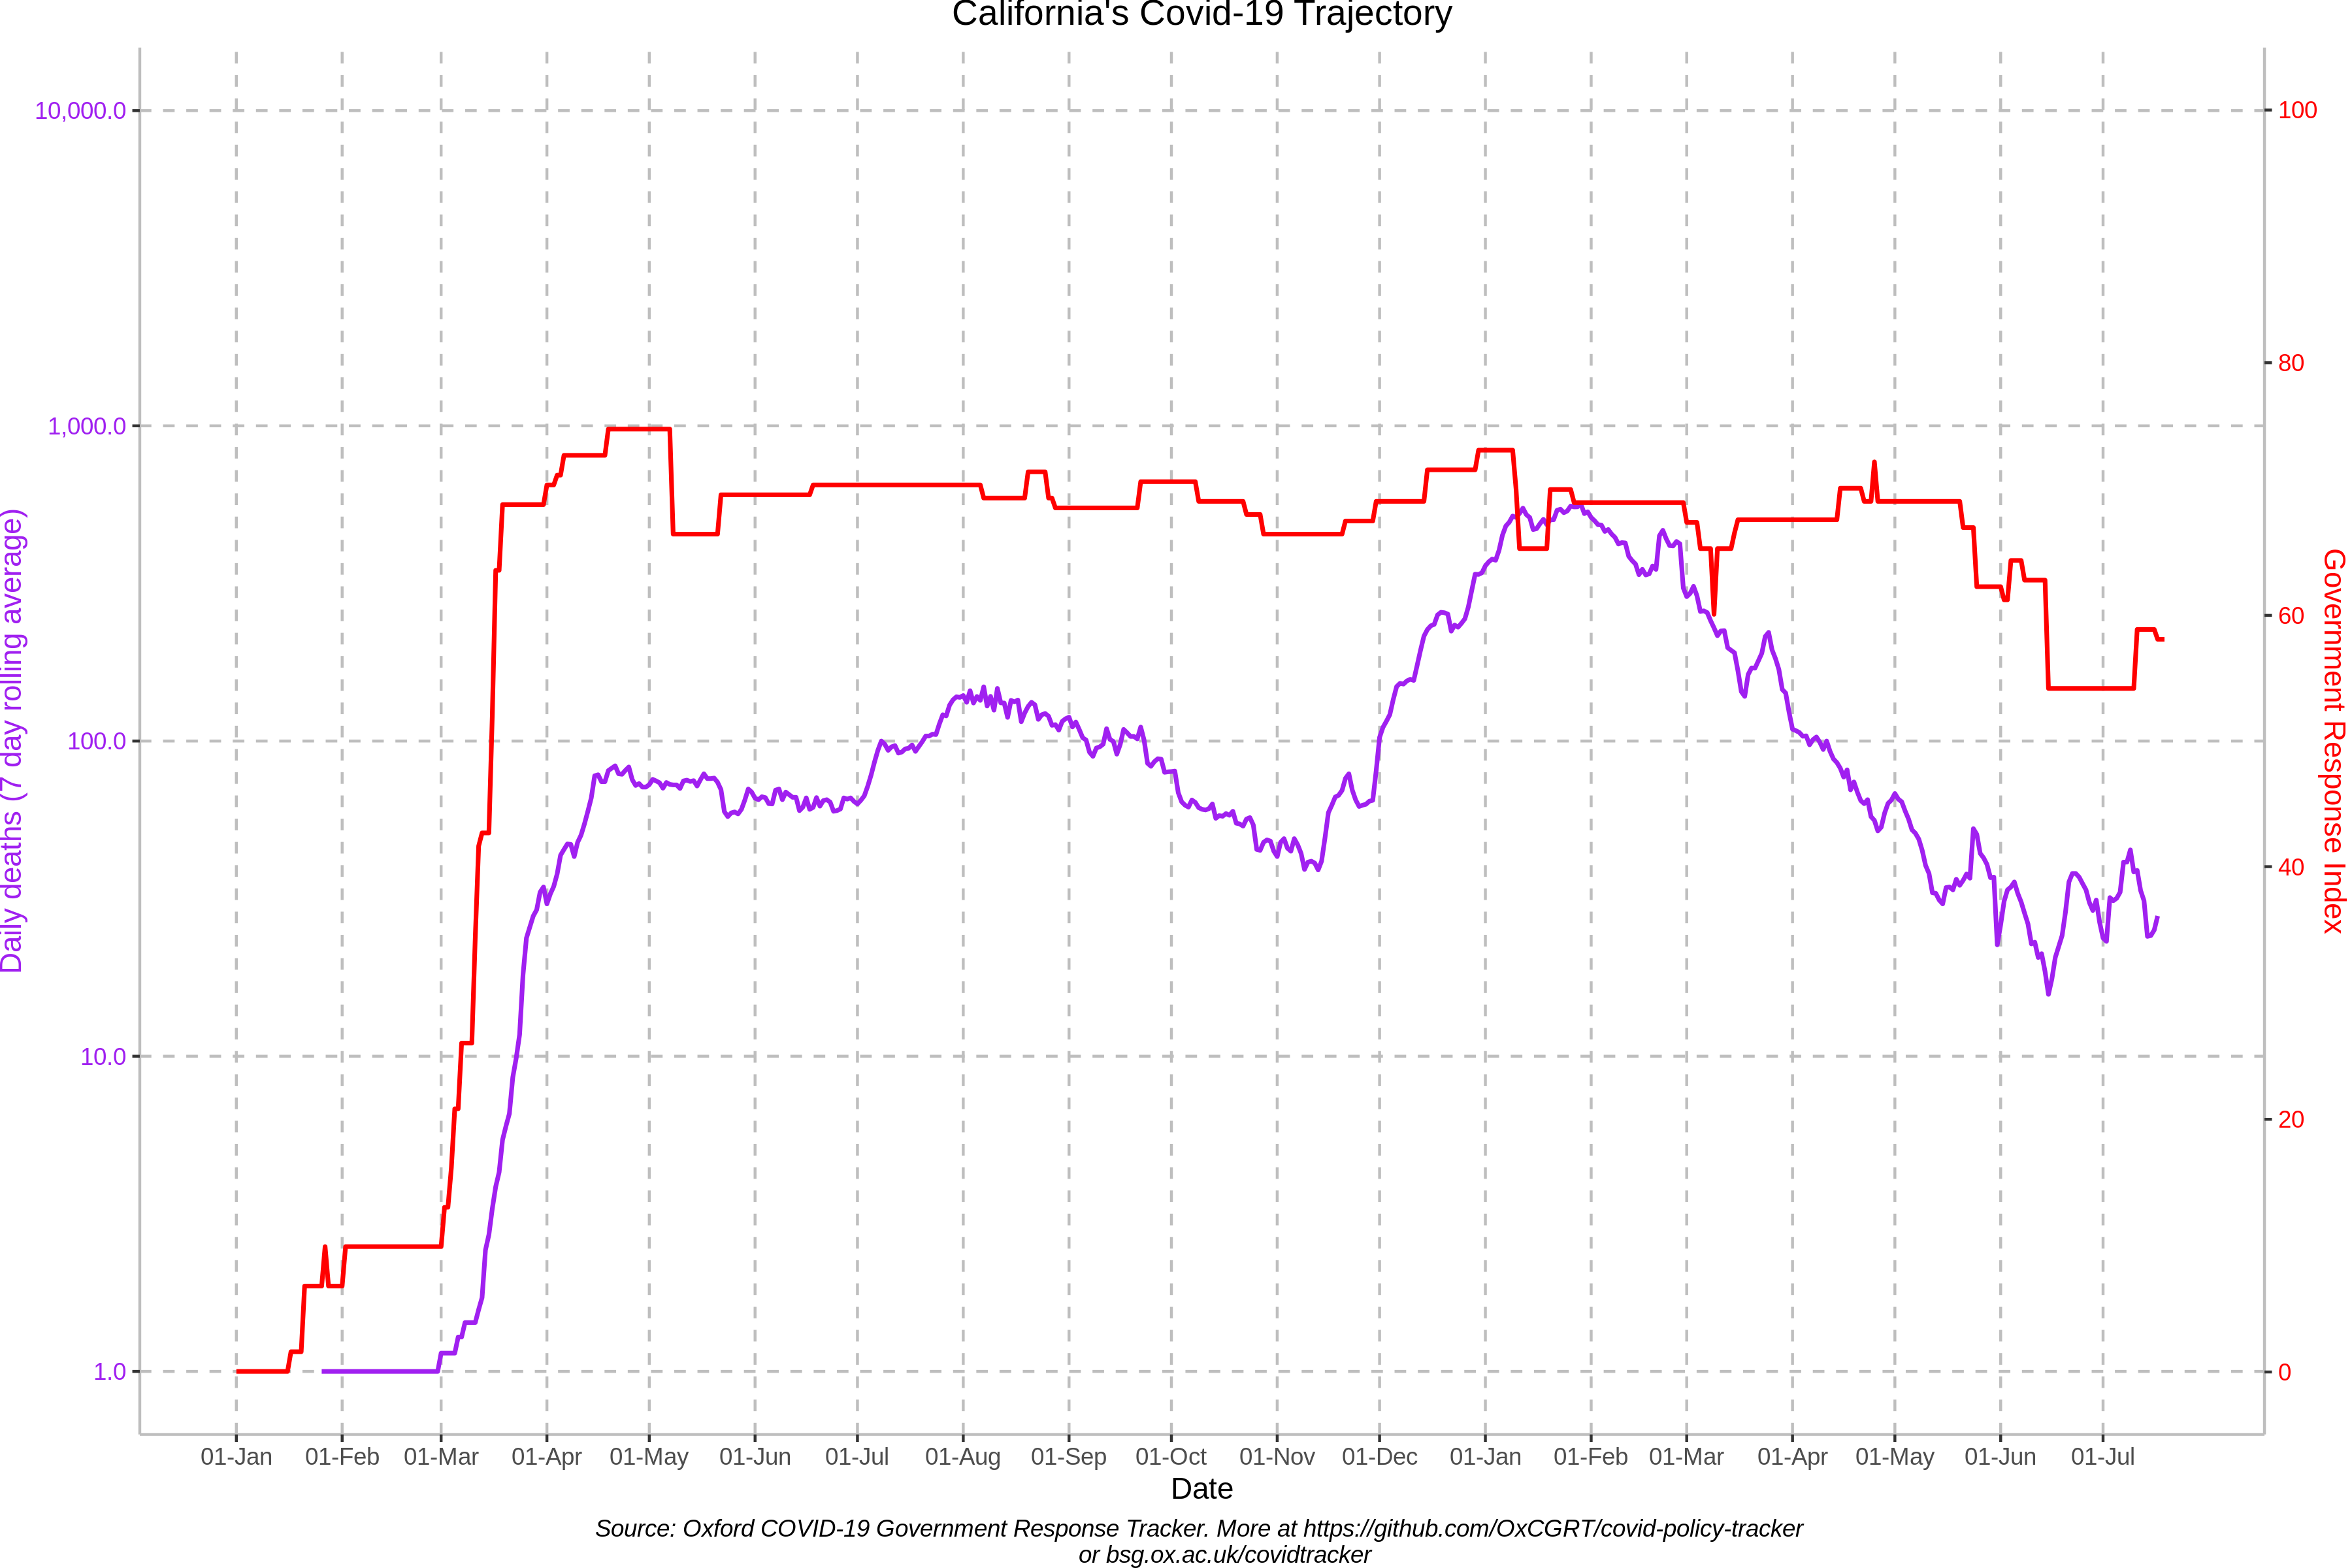 California's Covid-19 Trajectory
10,000.0
1,000.0
100.0
10.0
1.0
Daily deaths (7 day rolling average)
100
80
60
40
20
0
Government Response Index
01-Jan 01-Feb 01-Mar 01-Apr 01-May 01-Jun 01-Jul 01-Aug 01-Sep 01-Oct 01-Nov 01-Dec 01-Jan 01-Feb 01-Mar 01-Apr 01-May 01-Jun 01-Jul
Date
Source: Oxford COVID-19 Government Response Tracker. More at https://github.com/OxCGRT/covid-policy-tracker
or bsg.ox.ac.uk/covidtracker